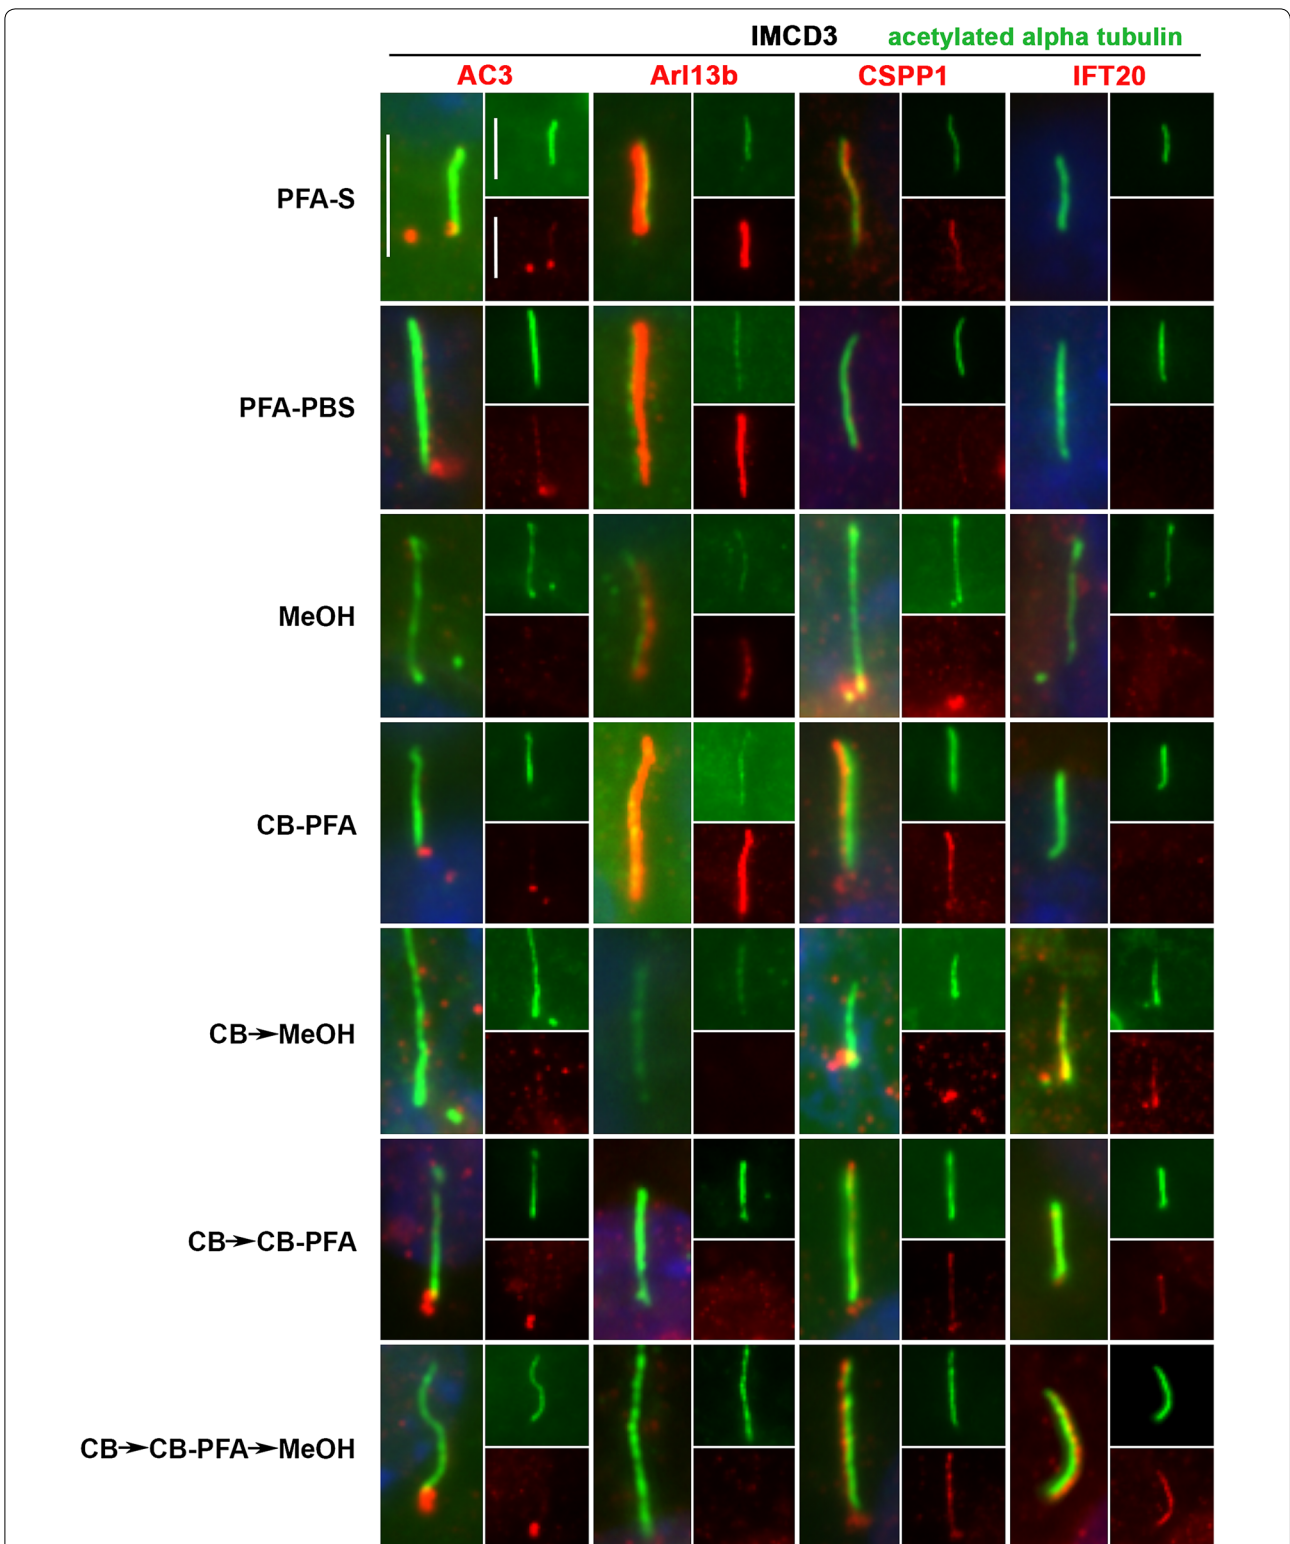 IMCD3 acetylated alpha tubulin
AC3 Arl13b CSPP1 IFT20
PFA-S
PFA-PBS
MeOH
CB-PFA
CB→MeOH
CB→CB-PFA
CB→CB-PFA→MeOH